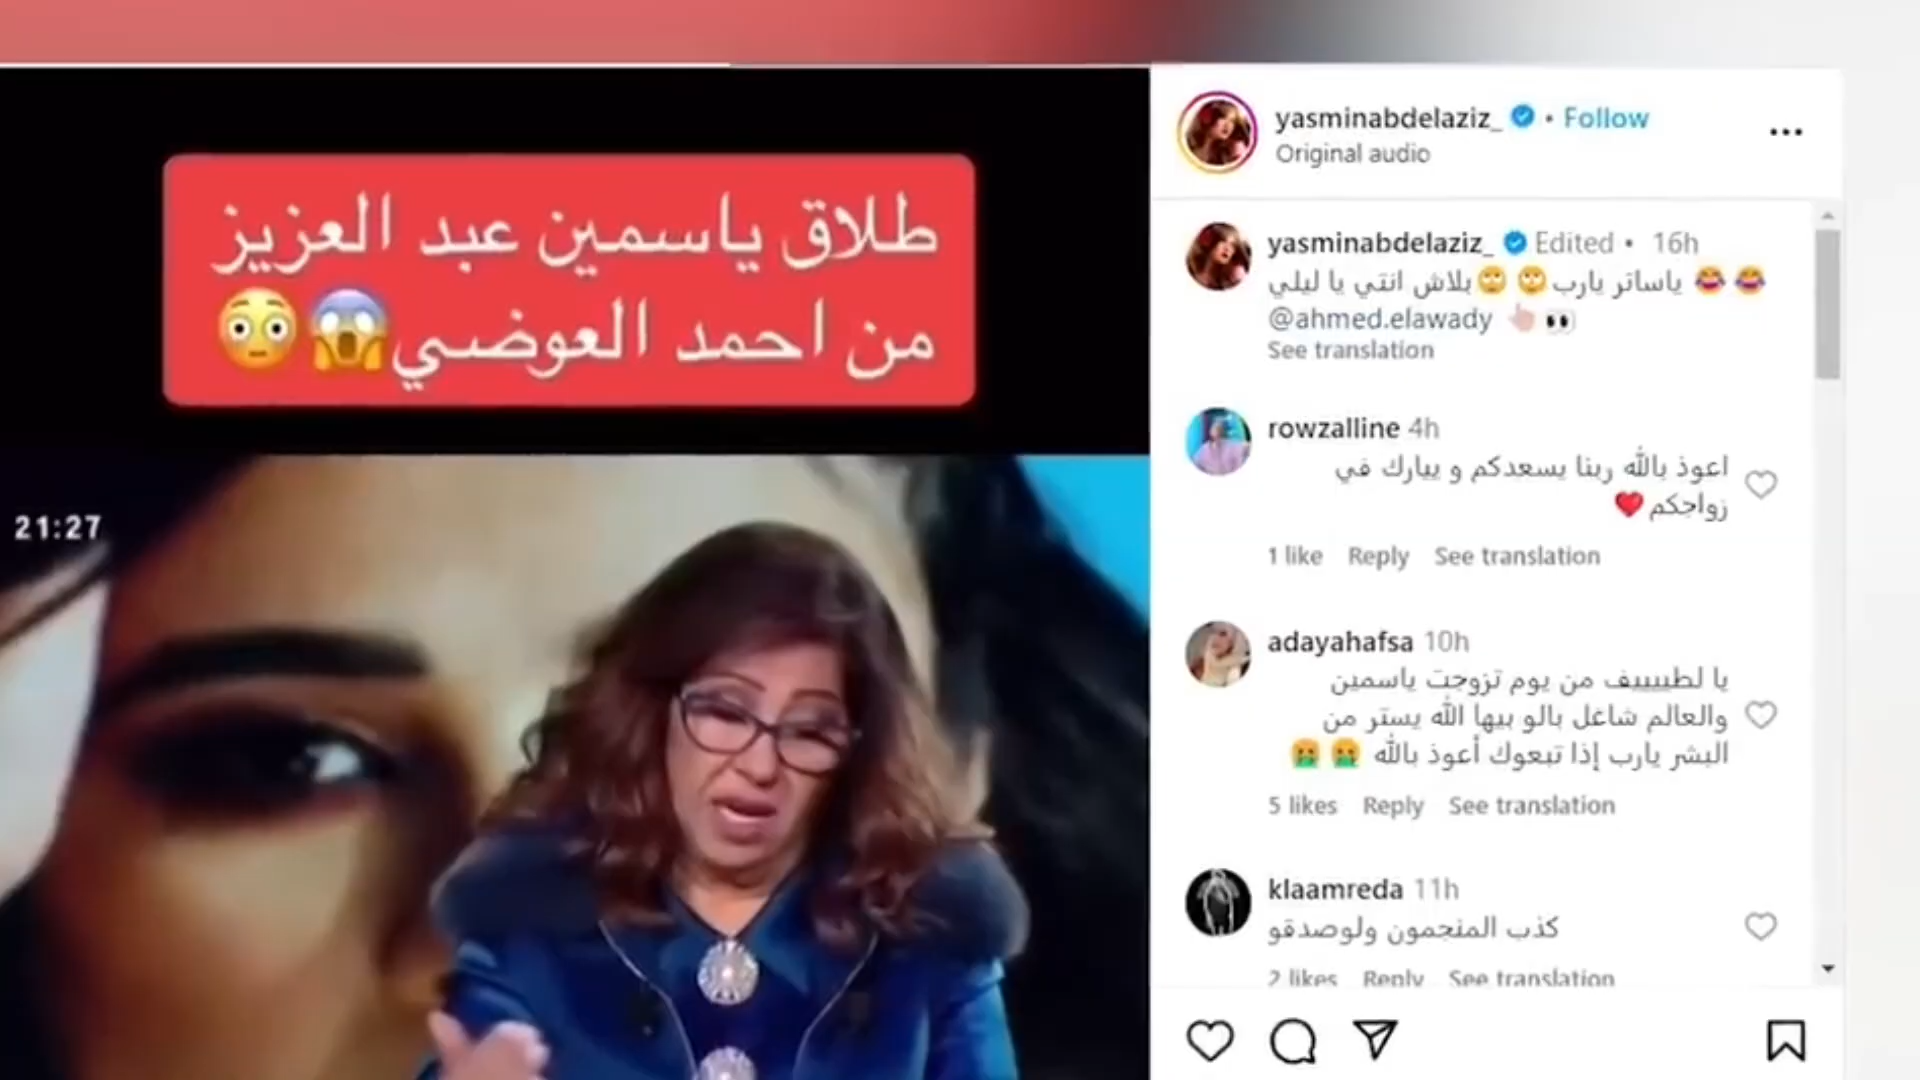 طلاق ياسمين عبد العزيز
من احمد العوضي😱😳
21:27
yasminabdelaziz_ • Follow
Original audio
yasminabdelaziz_ Edited • 16h
😂 😂 ياساتر يارب🙄 🙄بلاش انتي يا ليلي
@ahmed.elawady 👆🏻 👀
See translation
rowzalline 4h
اعوذ بالله ربنا يسعدكم و يبارك في
زواجكم❤️
1 like Reply See translation
adayahafsa 10h
يا لطيييييف من يوم تزوجت ياسمين
والعالم شاغل بالو بيها الله يستر من
البشر يارب إذا تبعوك أعوذ بالله 🤮 🤮
5 likes Reply See translation
klaamreda 11h
كذب المنجمون ولوصدقو
2 likes Reply See translation